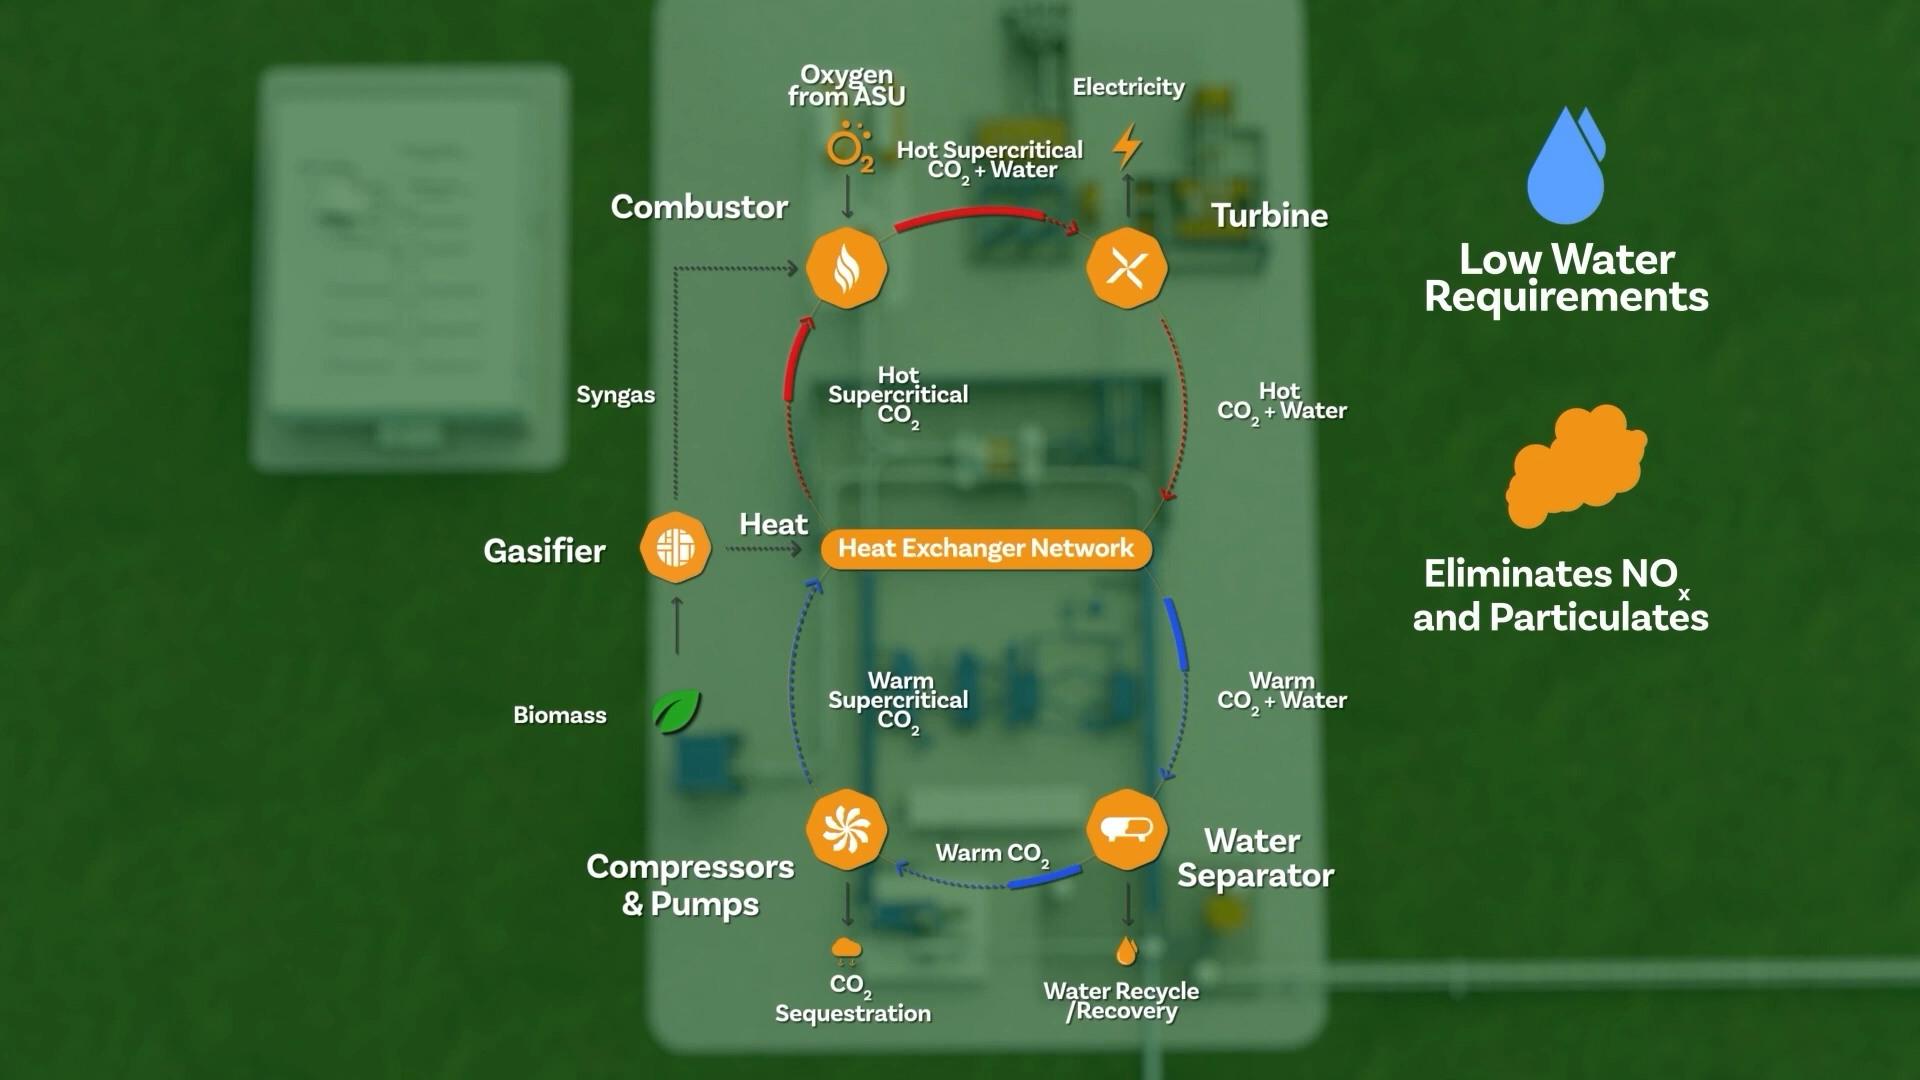 Oxygen
from ASU
O2
Electricity
Hot Supercritical
CO2 + Water
Combustor
Turbine
Low Water
Requirements
Syngas
Hot
Supercritical
CO2
Hot
CO2 + Water
Gasifier
Heat
Heat Exchanger Network
Eliminates NOx
and Particulates
Biomass
Warm
Supercritical
CO2
Warm
CO2 + Water
Compressors
& Pumps
Warm CO2
Water
Separator
CO2
Sequestration
Water Recycle
/Recovery